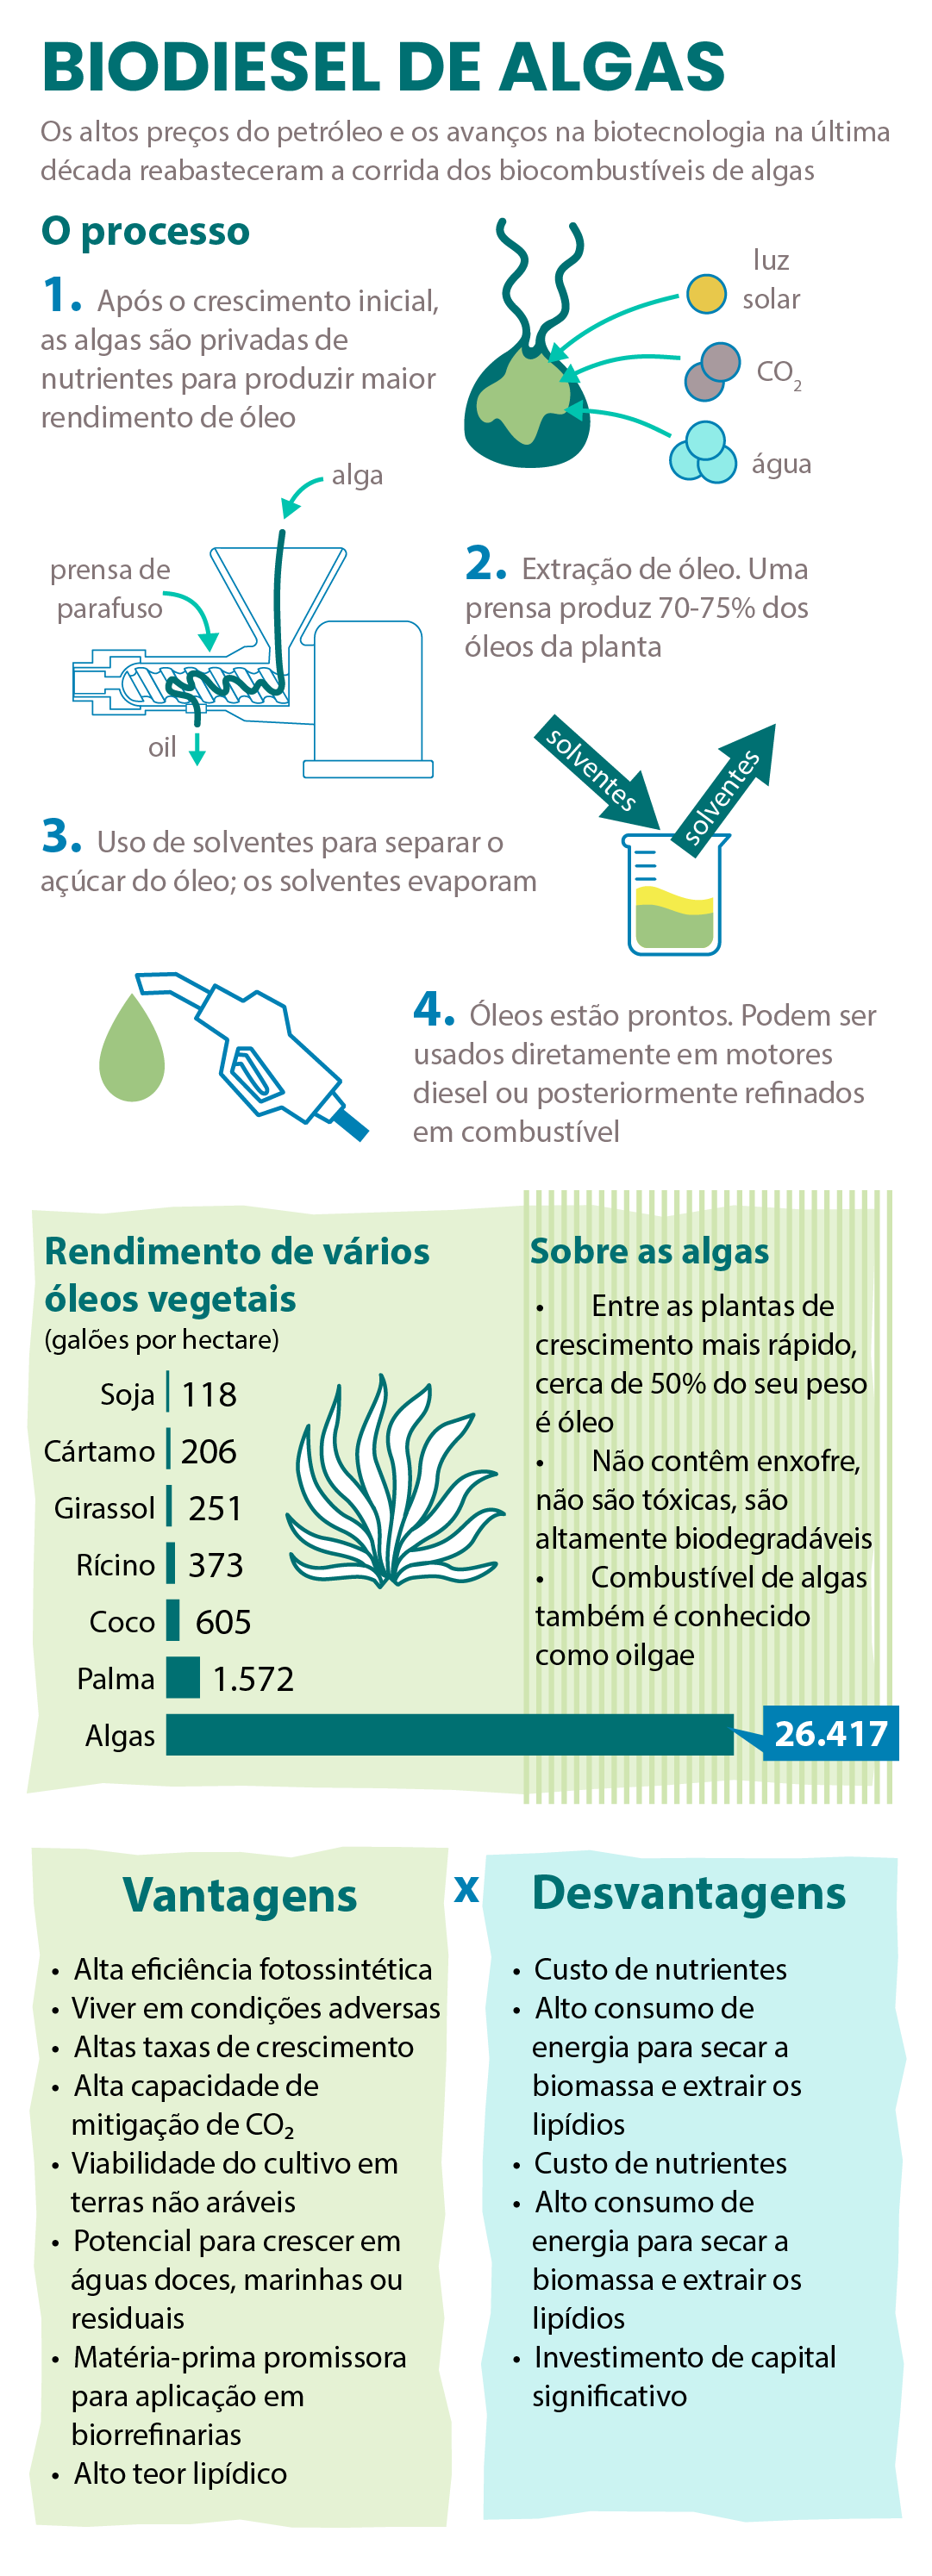 BIODIESEL DE ALGAS
Os altos preços do petróleo e os avanços na biotecnologia na última
década reabasteceram a corrida dos biocombustíveis de algas
O processo
1. Após o crescimento inicial,
as algas são privadas de
nutrientes para produzir maior
rendimento de óleo
luz
solar
CO₂
água
alga
prensa de
parafuso
oil
2. Extração de óleo. Uma
prensa produz 70-75% dos
óleos da planta
solventes
solventes
3. Uso de solventes para separar o
açúcar do óleo; os solventes evaporam
4. Óleos estão prontos. Podem ser
usados diretamente em motores
diesel ou posteriormente refinados
em combustível
Rendimento de vários
óleos vegetais
(galões por hectare)
Soja 118
Cártamo 206
Girassol 251
Rícino 373
Coco 605
Palma 1.572
Algas 26.417
Sobre as algas
• Entre as plantas de
crescimento mais rápido,
cerca de 50% do seu peso
é óleo
• Não contêm enxofre,
não são tóxicas, são
altamente biodegradáveis
• Combustível de algas
também é conhecido
como oilgae
Vantagens
• Alta eficiência fotossintética
• Viver em condições adversas
• Altas taxas de crescimento
• Alta capacidade de
mitigação de CO₂
• Viabilidade do cultivo em
terras não aráveis
• Potencial para crescer em
águas doces, marinhas ou
residuais
• Matéria-prima promissora
para aplicação em
biorrefinarias
• Alto teor lipídico
x
Desvantagens
• Custo de nutrientes
• Alto consumo de
energia para secar a
biomassa e extrair os
lipídios
• Custo de nutrientes
• Alto consumo de
energia para secar a
biomassa e extrair os
lipídios
• Investimento de capital
significativo